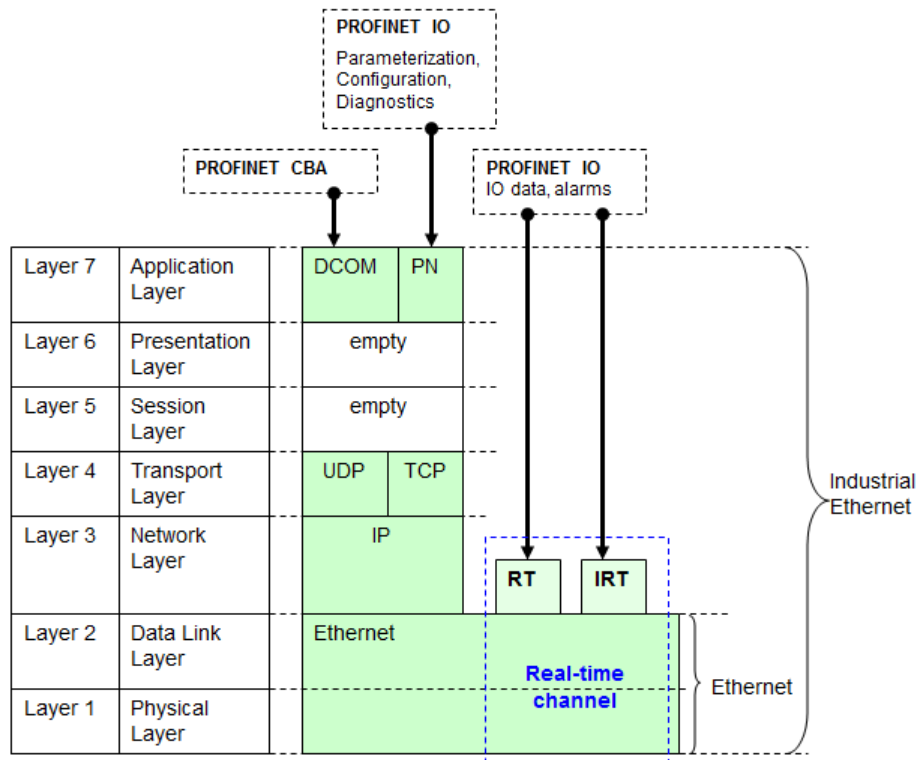 PROFINET IO
Parameterization,
Configuration,
Diagnostics
PROFINET CBA
PROFINET IO
IO data, alarms
Layer 7 Application Layer DCOM PN
Layer 6 Presentation Layer empty
Layer 5 Session Layer empty
Layer 4 Transport Layer UDP TCP
Industrial
Ethernet
Layer 3 Network Layer IP
RT IRT
Layer 2 Data Link Layer Ethernet
Real-time
channel
Ethernet
Layer 1 Physical Layer